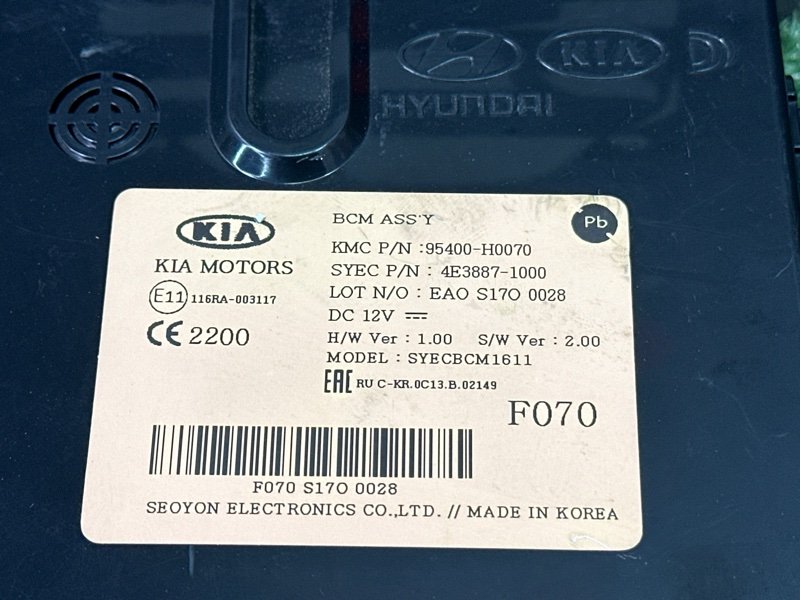 KIA
HYUNDAI
BCM ASS'Y
Pb
KIA
KMC P/N :95400-H0070
KIA MOTORS
SYEC P/N : 4E3887-1000
E11 116RA-003117
LOT N/O : EAO S17O 0028
DC 12V
CE 2200
H/W Ver : 1.00 S/W Ver : 2.00
MODEL : SYECBCM1611
EAC RU C-KR.0C13.B.02149
F070
F070 S17O 0028
SEOYON ELECTRONICS CO.,LTD. // MADE IN KOREA